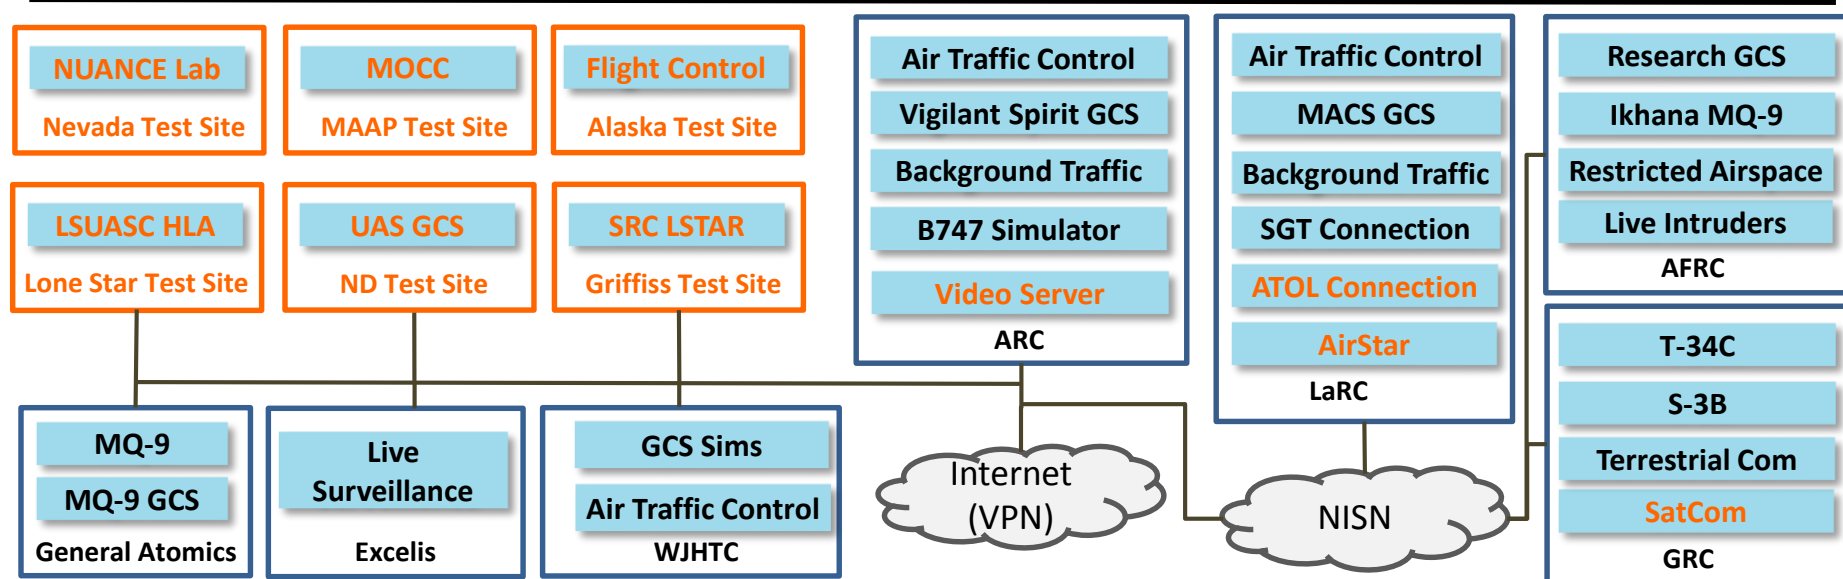 NUANCE Lab
Nevada Test Site
MOCC
MAAP Test Site
Flight Control
Alaska Test Site
LSUASC HLA
Lone Star Test Site
UAS GCS
ND Test Site
SRC LSTAR
Griffiss Test Site
Air Traffic Control
Vigilant Spirit GCS
Background Traffic
B747 Simulator
Video Server
ARC
Air Traffic Control
MACS GCS
Background Traffic
SGT Connection
ATOL Connection
AirStar
LaRC
Research GCS
Ikhana MQ-9
Restricted Airspace
Live Intruders
AFRC
T-34C
S-3B
Terrestrial Com
SatCom
GRC
MQ-9
MQ-9 GCS
General Atomics
Live
Surveillance
Excelis
GCS Sims
Air Traffic Control
WJHTC
Internet
(VPN)
NISN